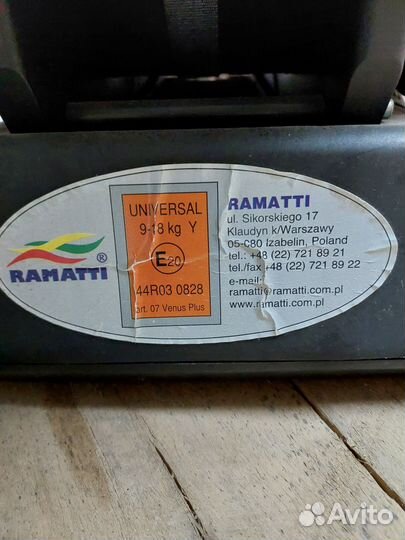 RAMATTI®
UNIVERSAL
9-18 kg Y
E20
44R03 0828
art. 07 Venus Plus
RAMATTI
ul. Sikorskiego 17
Klaudyn k/Warszawy
05-080 Izabelin, Poland
tel.: +48 (22) 721 89 21
tel./fax +48 (22) 721 89 22
e-mail:
ramatti@ramatti.com.pl
www.ramatti.com.pl
Avito